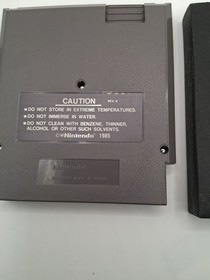 CAUTION
REV-A
●DO NOT STORE IN EXTREME TEMPERATURES.
●DO NOT IMMERSE IN WATER.
●DO NOT CLEAN WITH BENZENE, THINNER,
ALCOHOL OR OTHER SUCH SOLVENTS.
©Nintendo 1985